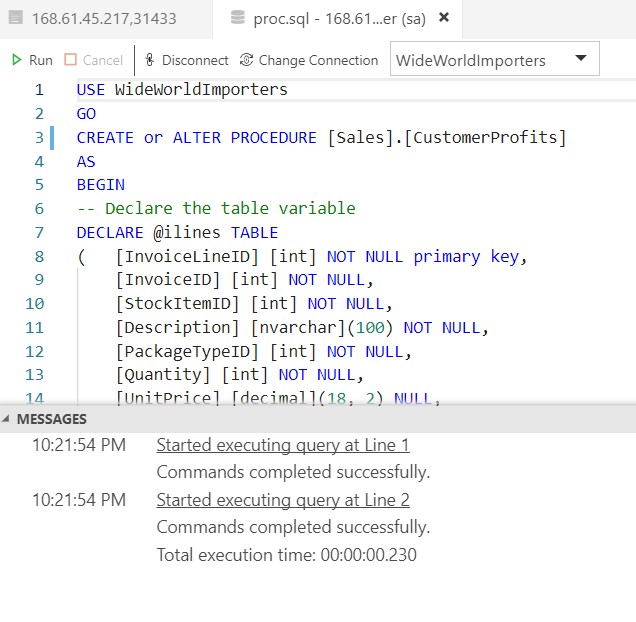 168.61.45.217,31433
proc.sql - 168.61...er (sa)
Run Cancel Disconnect Change Connection WideWorldImporters
1 USE WideWorldImporters
2 GO
3 CREATE or ALTER PROCEDURE [Sales].[CustomerProfits]
4 AS
5 BEGIN
6 -- Declare the table variable
7 DECLARE @ilines TABLE
8 ( [InvoiceLineID] [int] NOT NULL primary key,
9 [InvoiceID] [int] NOT NULL,
10 [StockItemID] [int] NOT NULL,
11 [Description] [nvarchar](100) NOT NULL,
12 [PackageTypeID] [int] NOT NULL,
13 [Quantity] [int] NOT NULL,
14 [UnitPrice] [decimal](18, 2) NULL,
MESSAGES
10:21:54 PM Started executing query at Line 1
Commands completed successfully.
10:21:54 PM Started executing query at Line 2
Commands completed successfully.
Total execution time: 00:00:00.230